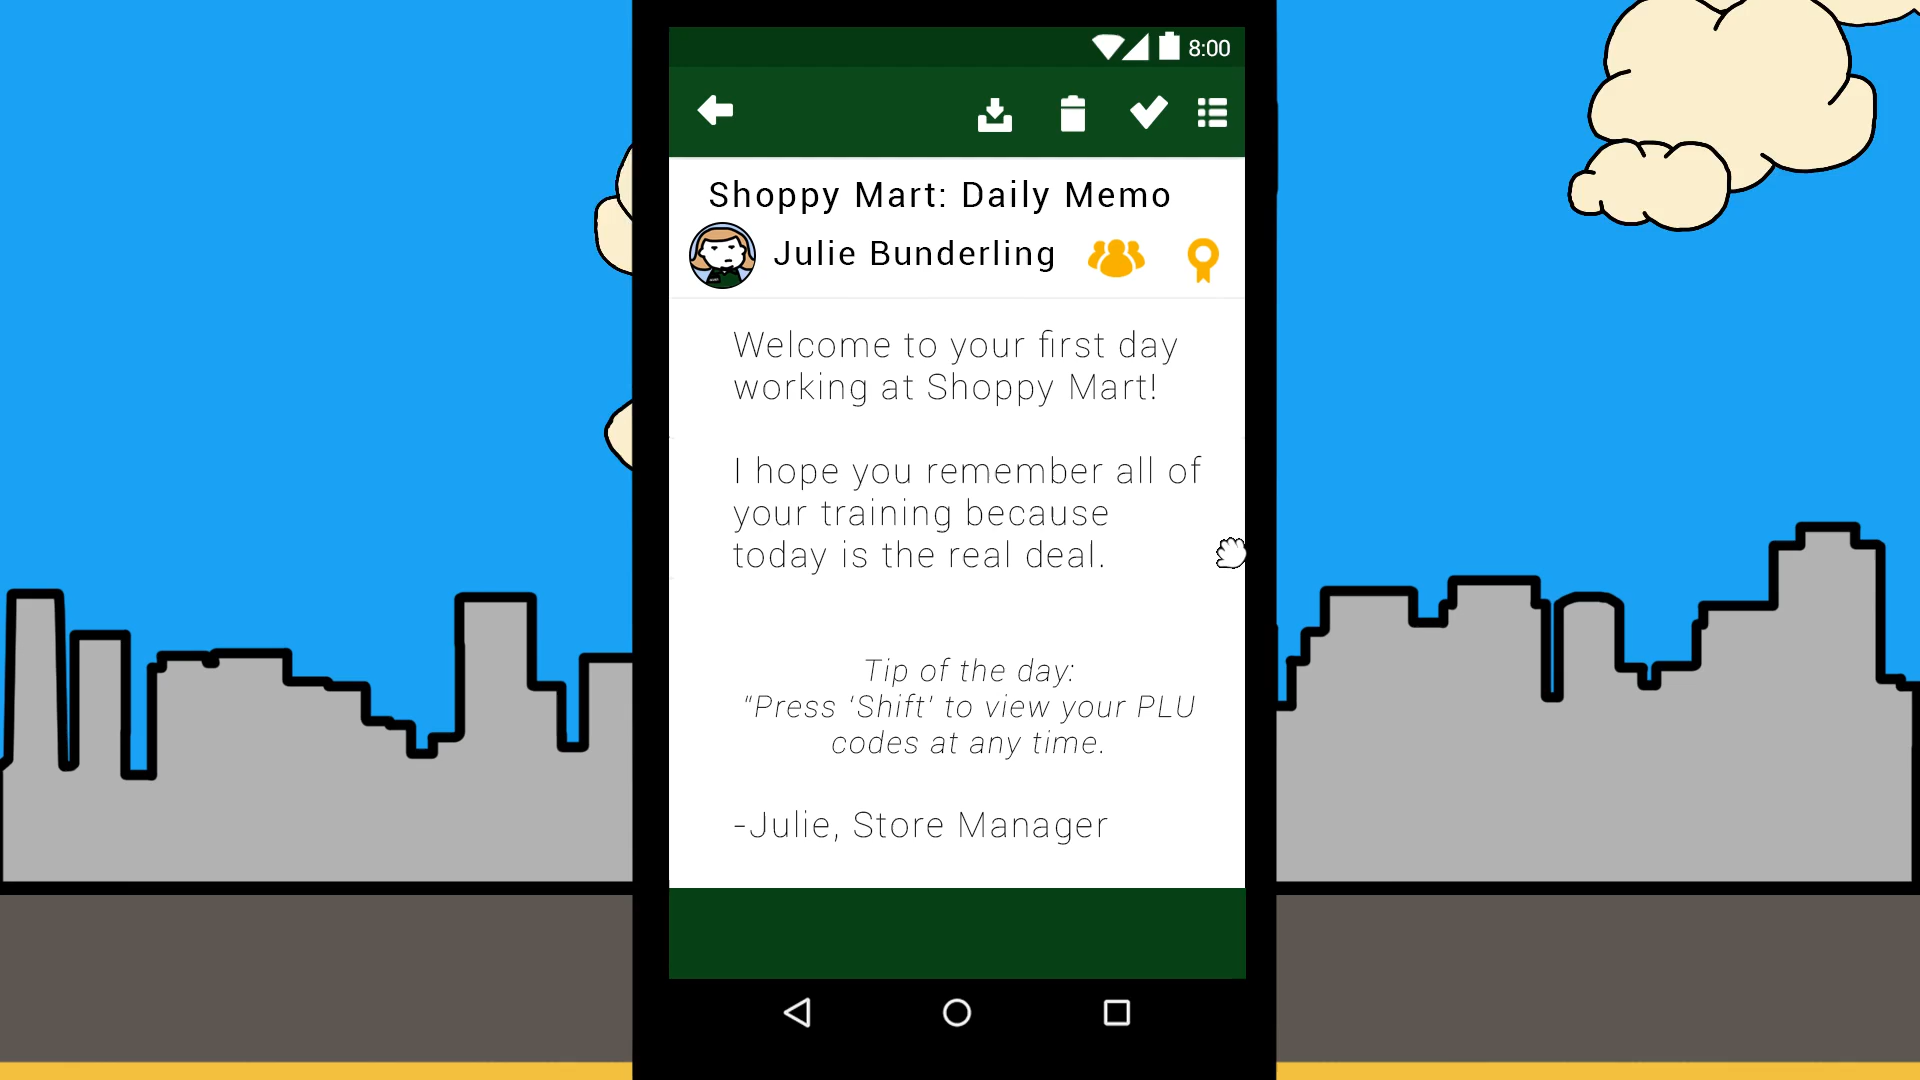 8:00
Shoppy Mart: Daily Memo
Julie Bunderling
Welcome to your first day
working at Shoppy Mart!
I hope you remember all of
your training because
today is the real deal.
Tip of the day:
"Press 'Shift' to view your PLU
codes at any time.
-Julie, Store Manager